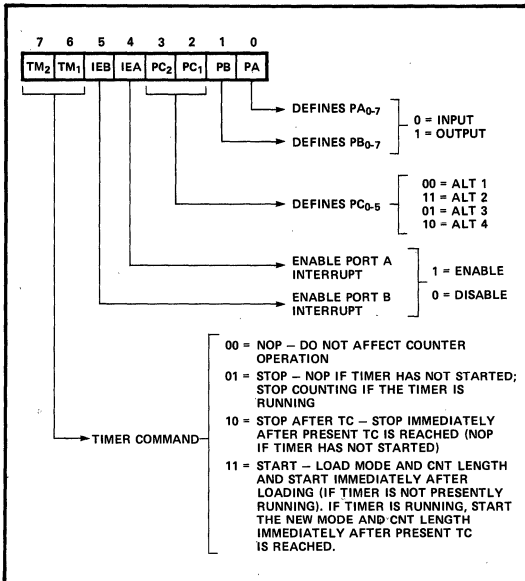 7 6 5 4 3 2 1 0
TM2 TM1 IEB IEA PC2 PC1 PB PA
DEFINES PA0-7
DEFINES PB0-7
0 = INPUT
1 = OUTPUT
DEFINES PC0-5
00 = ALT 1
11 = ALT 2
01 = ALT 3
10 = ALT 4
ENABLE PORT A
INTERRUPT
ENABLE PORT B
INTERRUPT
1 = ENABLE
0 = DISABLE
TIMER COMMAND
00 = NOP – DO NOT AFFECT COUNTER
OPERATION
01 = STOP – NOP IF TIMER HAS NOT STARTED;
STOP COUNTING IF THE TIMER IS
RUNNING
10 = STOP AFTER TC – STOP IMMEDIATELY
AFTER PRESENT TC IS REACHED (NOP
IF TIMER HAS NOT STARTED)
11 = START – LOAD MODE AND CNT LENGTH
AND START IMMEDIATELY AFTER
LOADING (IF TIMER IS NOT PRESENTLY
RUNNING). IF TIMER IS RUNNING, START
THE NEW MODE AND CNT LENGTH
IMMEDIATELY AFTER PRESENT TC
IS REACHED.